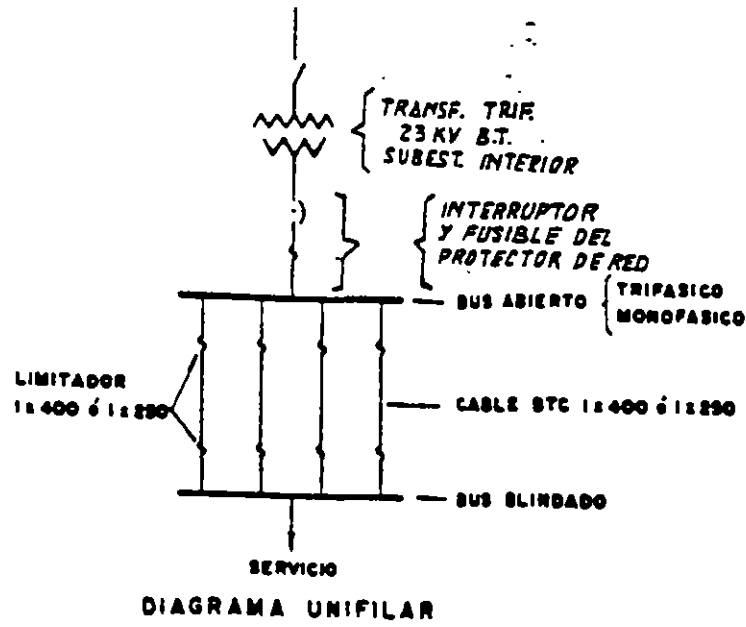 TRANSF. TRIF.
23 KV B.T.
SUBEST. INTERIOR
INTERRUPTOR
Y FUSIBLE DEL
PROTECTOR DE RED
BUS ABIERTO
TRIFASICO
MONOFASICO
LIMITADOR
1x400 ó 1x250
CABLE BTC 1x400 ó 1x250
BUS BLINDADO
SERVICIO
DIAGRAMA UNIFILAR